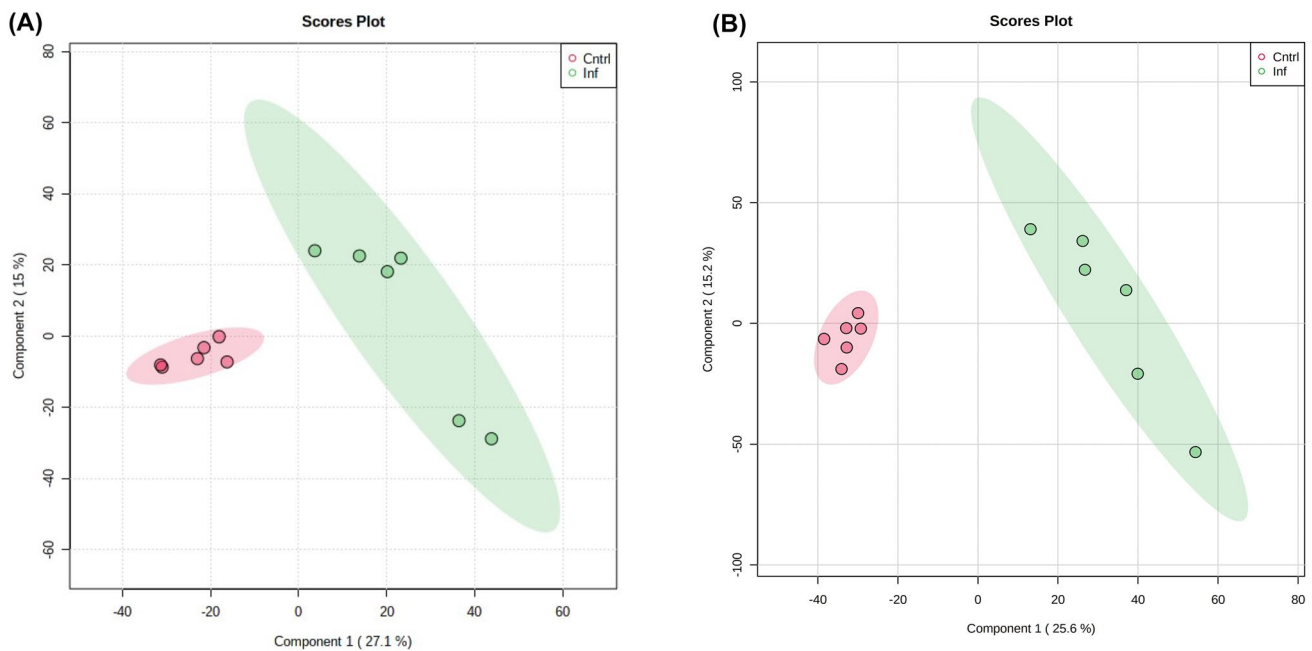 (A)
Scores Plot
Cntrl
Inf
Component 2 ( 15 %)
80
60
40
20
0
20
-40
-60
-40 -20 0 20 40 60
Component 1 ( 27.1 %)
(B)
Scores Plot
Cntrl
Inf
Component 2 ( 15.2 %)
100
50
0
-50
-100
-40 -20 0 20 40 60 80
Component 1 ( 25.6 %)